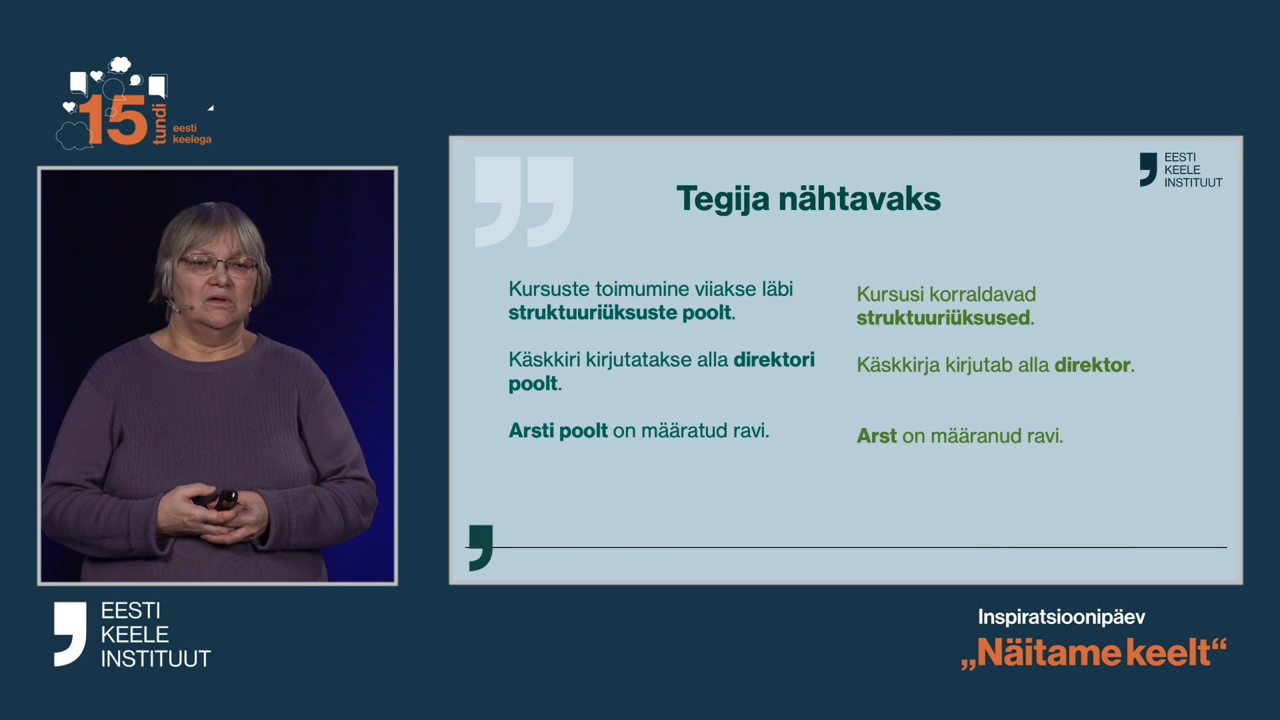 15
tundi
eesti
keelega
EESTI
KEELE
INSTITUUT
Tegija nähtavaks
Kursuste toimumine viiakse läbi
struktuuriüksuste poolt.
Käskkiri kirjutatakse alla direktori
poolt.
Arsti poolt on määratud ravi.
Kursusi korraldavad
struktuuriüksused.
Käskkirja kirjutab alla direktor.
Arst on määranud ravi.
EESTI
KEELE
INSTITUUT
Inspiratsioonipäev
„Näitame keelt“